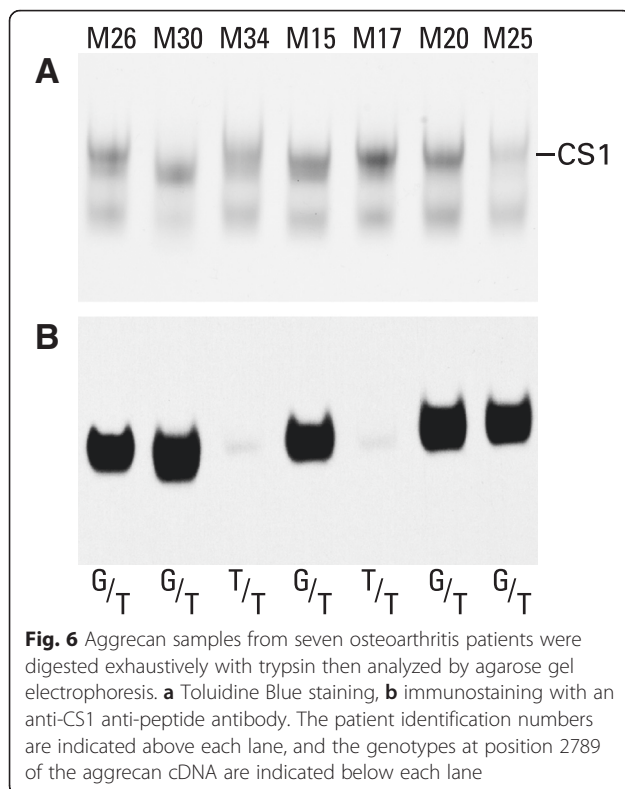 M26 M30 M34 M15 M17 M20 M25
A
CS1
B
G/T G/T T/T G/T T/T G/T G/T
Fig. 6 Aggrecan samples from seven osteoarthritis patients were
digested exhaustively with trypsin then analyzed by agarose gel
electrophoresis. a Toluidine Blue staining, b immunostaining with an
anti-CS1 anti-peptide antibody. The patient identification numbers
are indicated above each lane, and the genotypes at position 2789
of the aggrecan cDNA are indicated below each lane